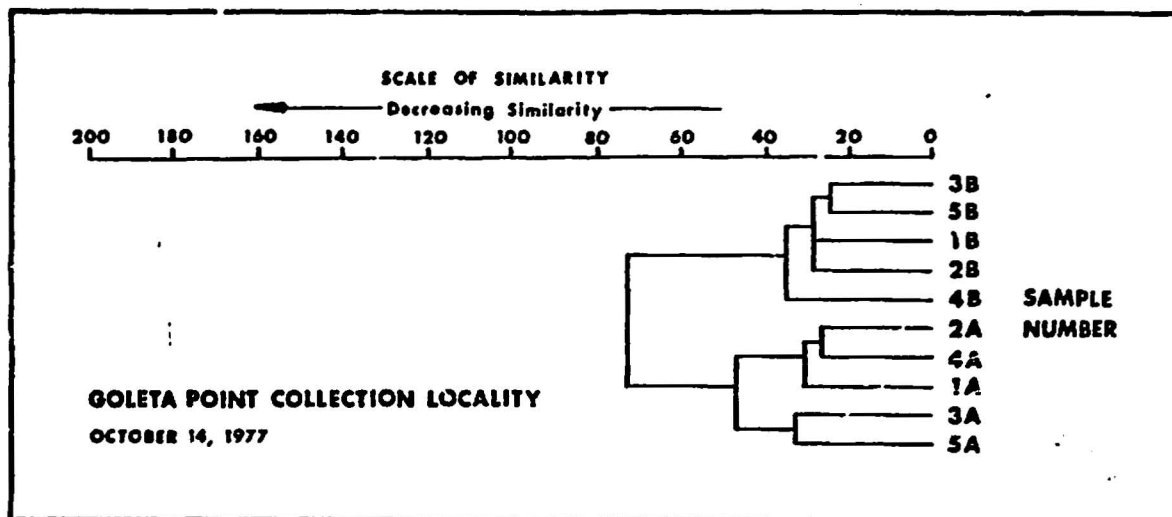 SCALE OF SIMILARITY
Decreasing Similarity
200 180 160 140 120 100 80 60 40 20 0
3B
5B
1B
2B
4B
SAMPLE
2A
NUMBER
4A
1A
3A
5A
GOLETA POINT COLLECTION LOCALITY
OCTOBER 14, 1977